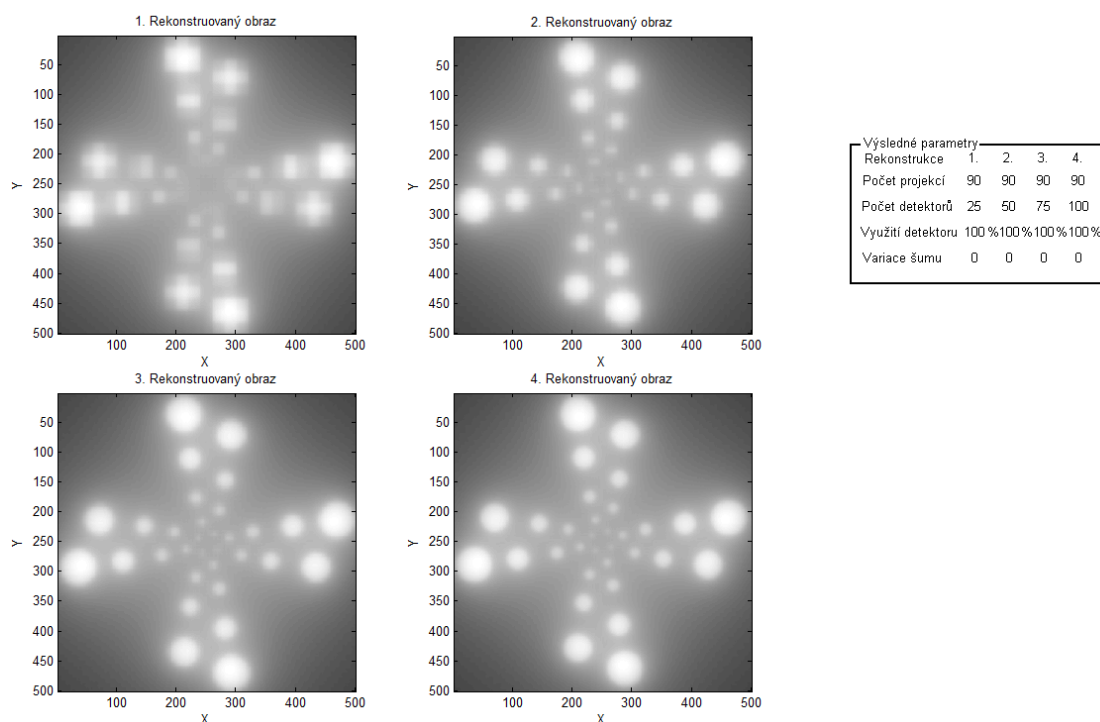 1. Rekonstruovaný obraz
50
100
150
200
250
300
350
400
450
500
Y
100 200 300 400 500
X
2. Rekonstruovaný obraz
50
100
150
200
250
300
350
400
450
500
Y
100 200 300 400 500
X
Výsledné parametry
Rekonstrukce 1. 2. 3. 4.
Počet projekcí 90 90 90 90
Počet detektorů 25 50 75 100
Využití detektoru 100 % 100 % 100 % 100 %
Variace šumu 0 0 0 0
3. Rekonstruovaný obraz
50
100
150
200
250
300
350
400
450
500
Y
100 200 300 400 500
X
4. Rekonstruovaný obraz
50
100
150
200
250
300
350
400
450
500
Y
100 200 300 400 500
X